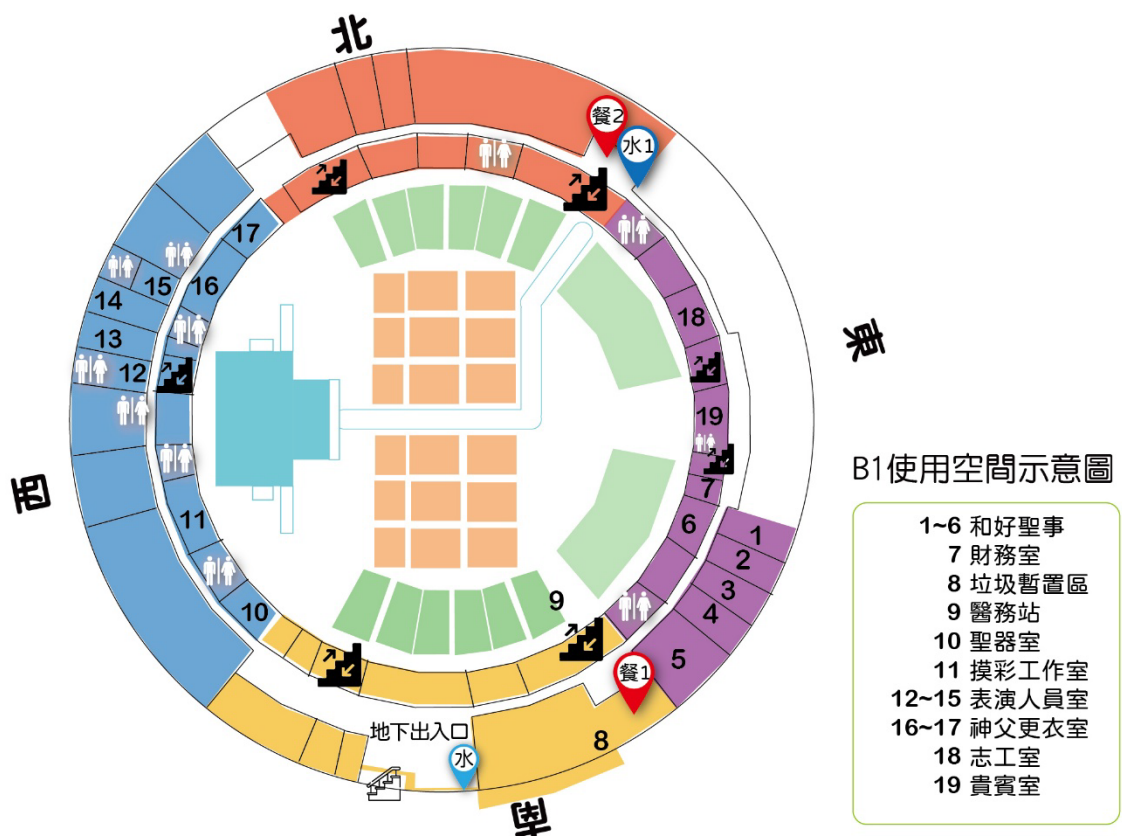 北
餐2
水1
17
16
15
14
13
12
18
東
19
西
7
11
6
1
2
3
4
5
10
9
餐1
8
地下出入口
水
南
B1使用空間示意圖
1~6 和好聖事
7 財務室
8 垃圾暫置區
9 醫務站
10 聖器室
11 摸彩工作室
12~15 表演人員室
16~17 神父更衣室
18 志工室
19 貴賓室